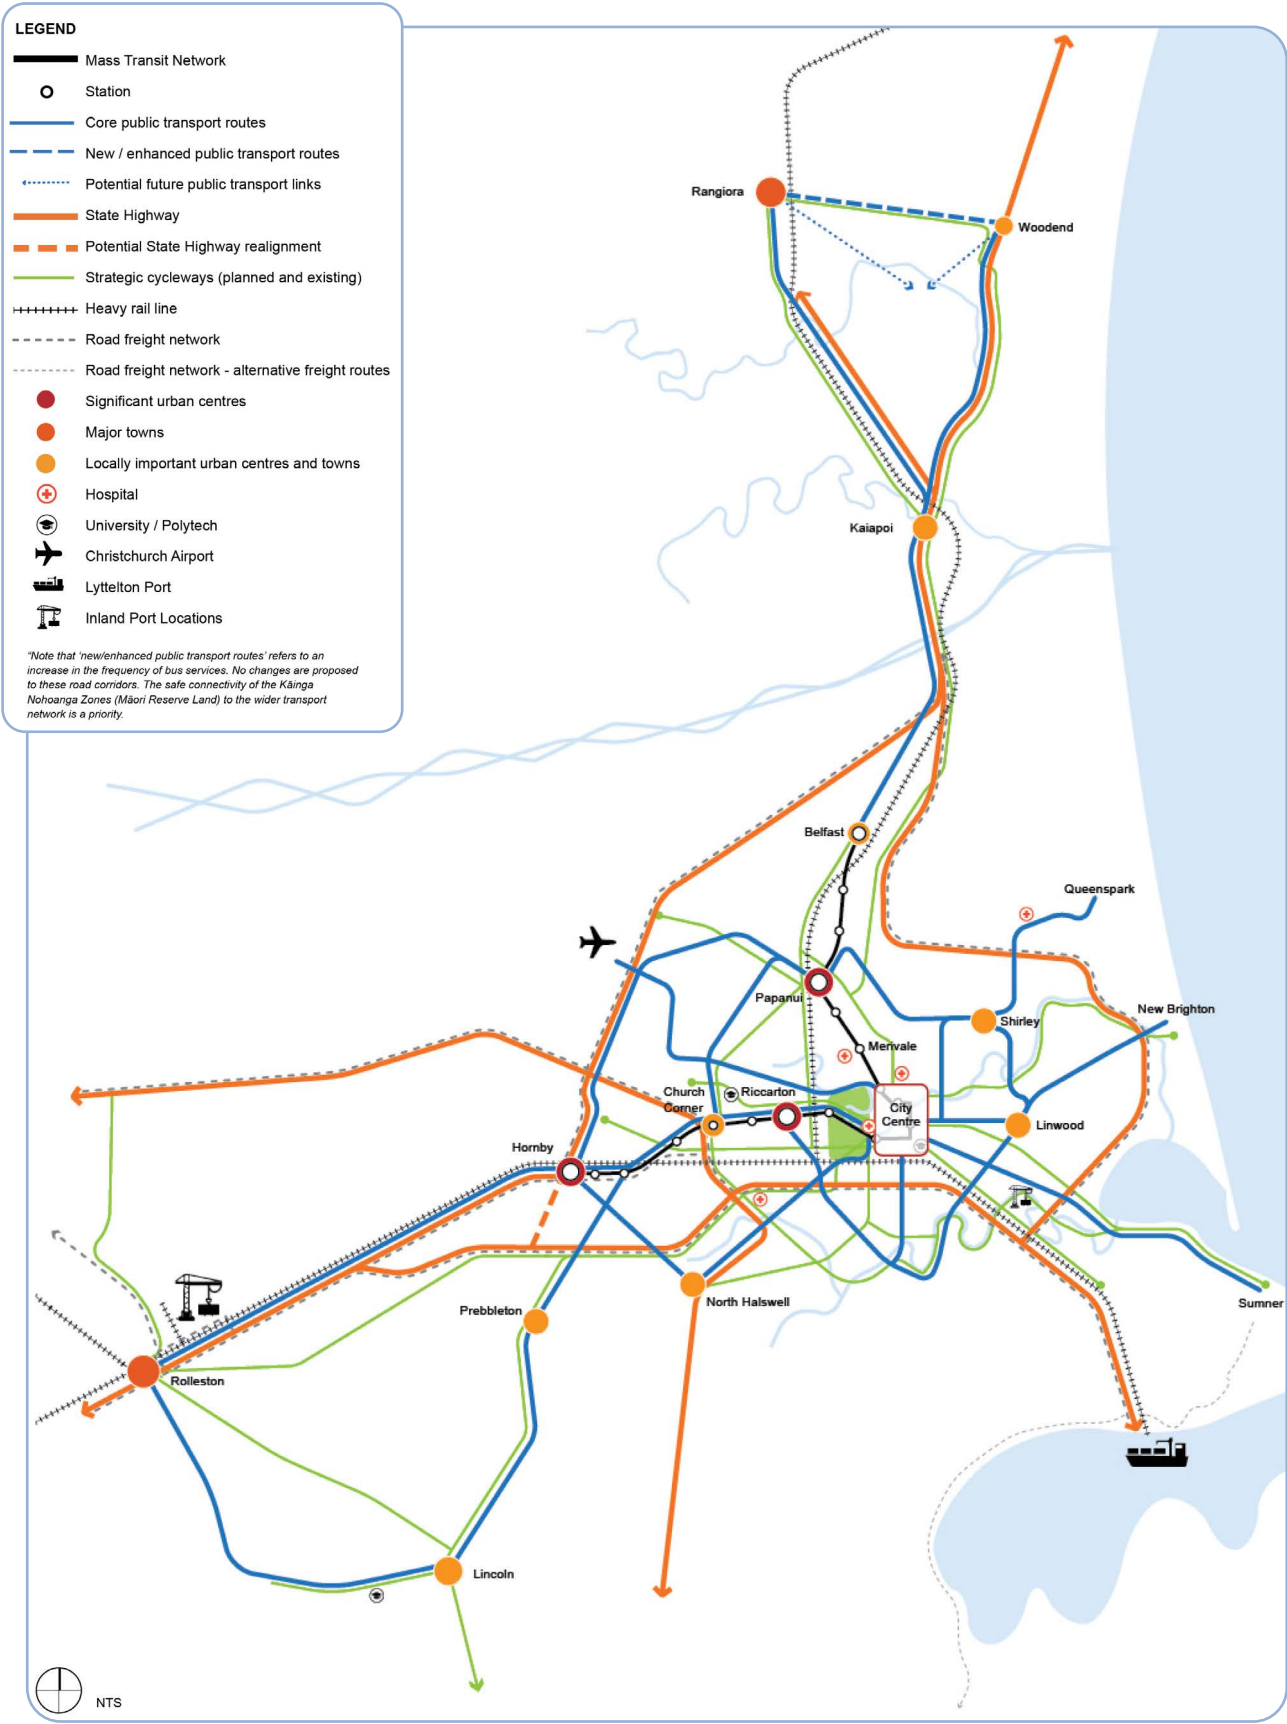 LEGEND
Mass Transit Network
Station
Core public transport routes
New / enhanced public transport routes
Potential future public transport links
State Highway
Potential State Highway realignment
Strategic cycleways (planned and existing)
Heavy rail line
Road freight network
Road freight network - alternative freight routes
Significant urban centres
Major towns
Locally important urban centres and towns
Hospital
University / Polytech
Christchurch Airport
Lyttelton Port
Inland Port Locations
"Note that 'new/enhanced public transport routes' refers to an
increase in the frequency of bus services. No changes are proposed
to these road corridors. The safe connectivity of the Kāinga
Nohoanga Zones (Māori Reserve Land) to the wider transport
network is a priority.
Rangiora
Woodend
Kaiapoi
Belfast
Queenspark
Papanui
New Brighton
Shirley
Merivale
Church
Corner
Riccarton
City
Centre
Linwood
Hornby
North Halswell
Prebbleton
Sumner
Rolleston
Lincoln
NTS